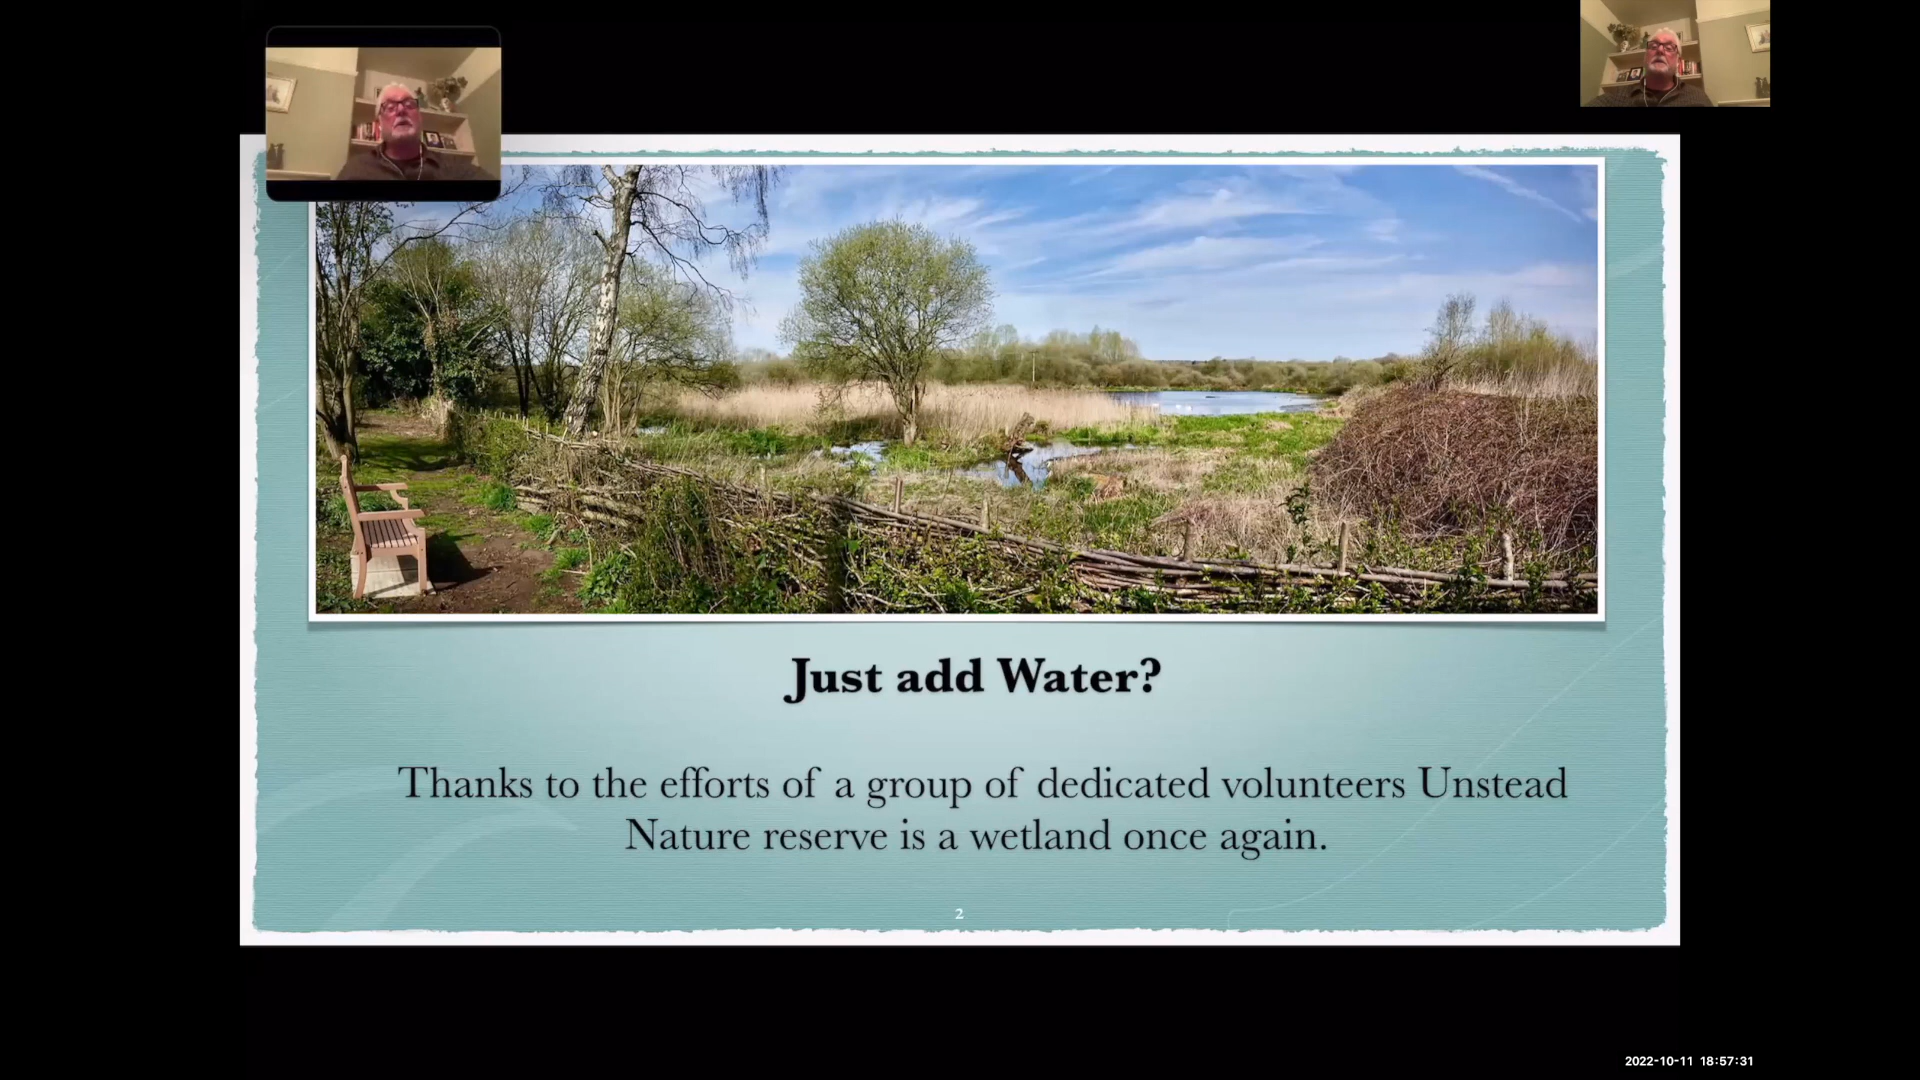 Just add Water?
Thanks to the efforts of a group of dedicated volunteers Unstead
Nature reserve is a wetland once again.
2
2022-10-11 18:57:31